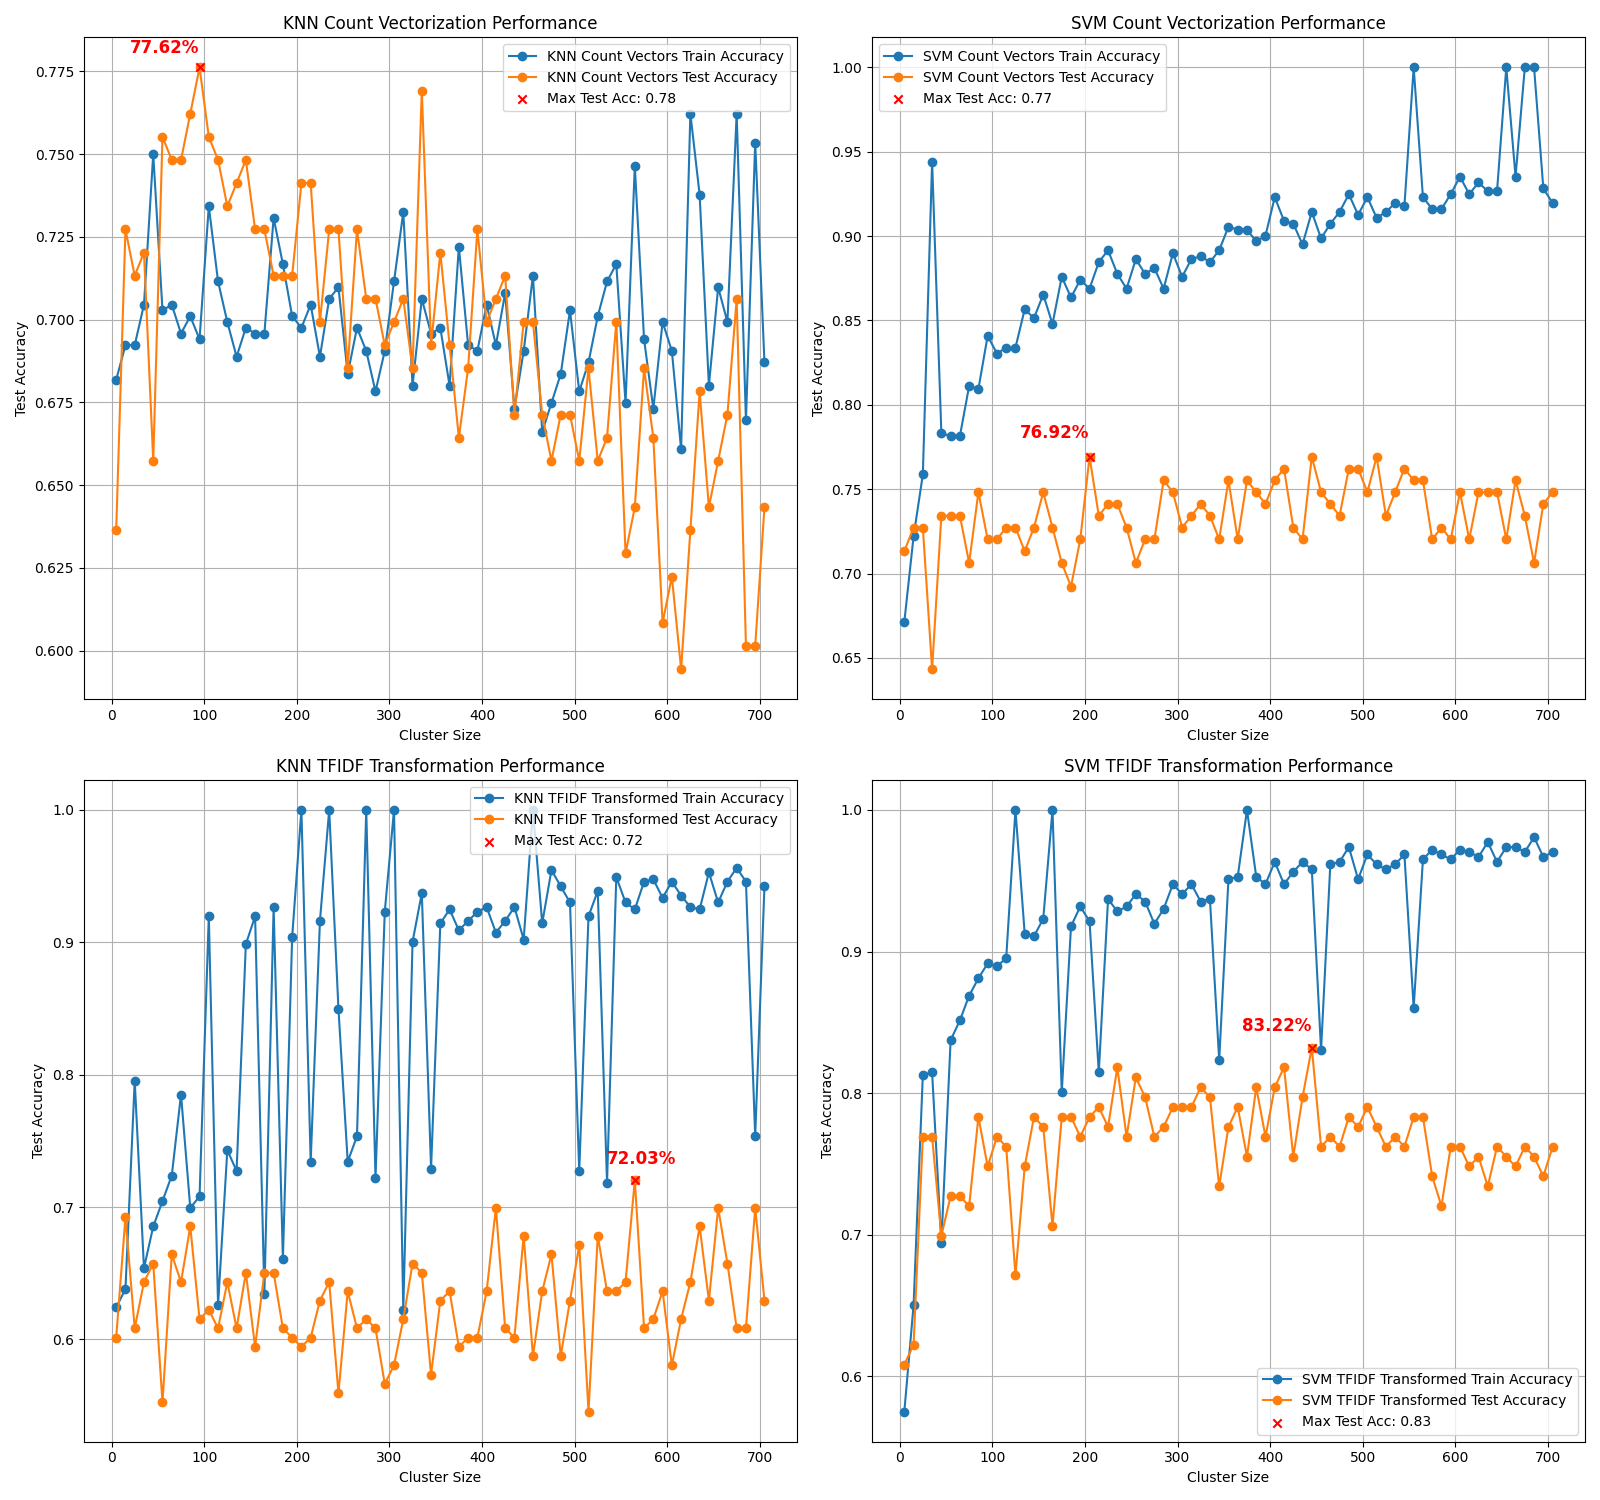 KNN Count Vectorization Performance
77.62%
KNN Count Vectors Train Accuracy
KNN Count Vectors Test Accuracy
Max Test Acc: 0.78
0.775
0.750
0.725
0.700
0.675
0.650
0.625
0.600
Test Accuracy
0 100 200 300 400 500 600 700
Cluster Size
SVM Count Vectorization Performance
SVM Count Vectors Train Accuracy
SVM Count Vectors Test Accuracy
Max Test Acc: 0.77
76.92%
1.00
0.95
0.90
0.85
0.80
0.75
0.70
0.65
Test Accuracy
0 100 200 300 400 500 600 700
Cluster Size
KNN TFIDF Transformation Performance
KNN TFIDF Transformed Train Accuracy
KNN TFIDF Transformed Test Accuracy
Max Test Acc: 0.72
72.03%
1.0
0.9
0.8
0.7
0.6
Test Accuracy
0 100 200 300 400 500 600 700
Cluster Size
SVM TFIDF Transformation Performance
83.22%
1.0
0.9
0.8
0.7
0.6
Test Accuracy
SVM TFIDF Transformed Train Accuracy
SVM TFIDF Transformed Test Accuracy
Max Test Acc: 0.83
0 100 200 300 400 500 600 700
Cluster Size